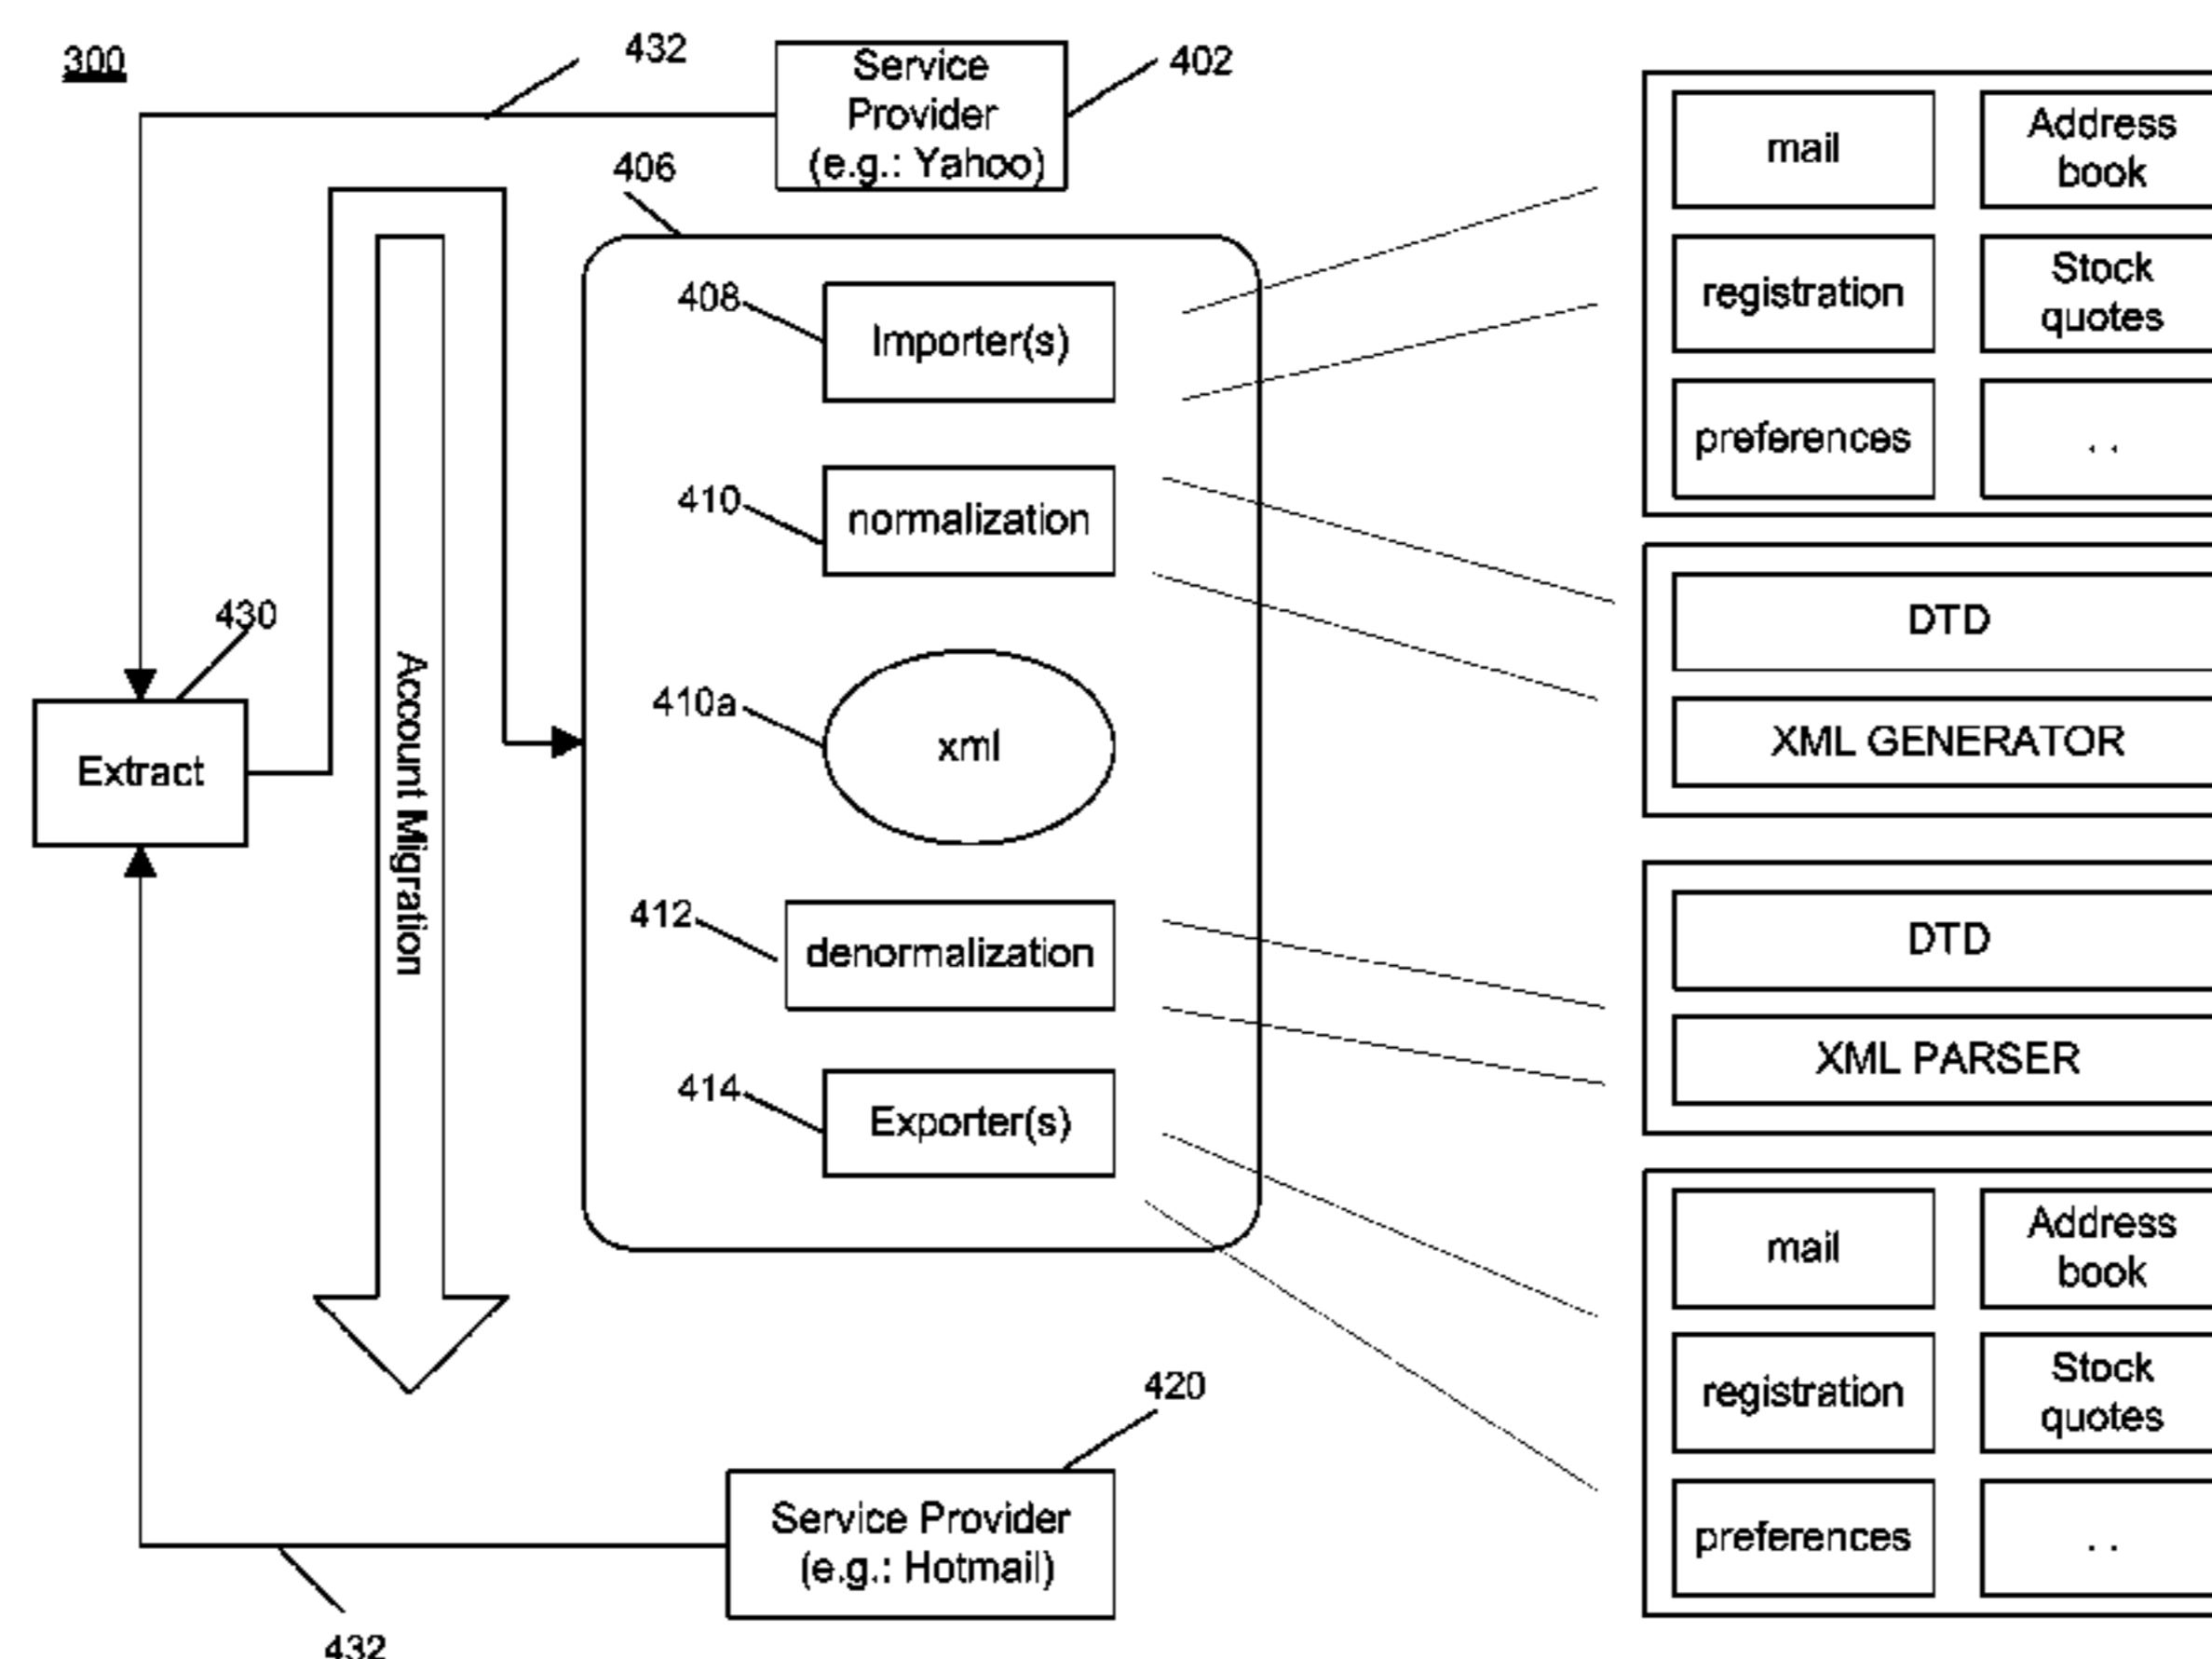 300
432
Service
Provider
(e.g.: Yahoo)
402
406
408
Importer(s)
410
normalization
430
Extract
Account Migration
410a
xml
412
denormalization
414
Exporter(s)
420
Service Provider
(e.g.: Hotmail)
432
mail
Address
book
registration
Stock
quotes
preferences
. .
DTD
XML GENERATOR
DTD
XML PARSER
mail
Address
book
registration
Stock
quotes
preferences
. .